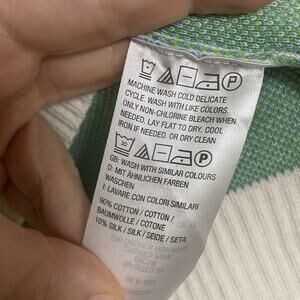 P
MACHINE WASH COLD DELICATE
CYCLE. WASH WITH LIKE COLORS.
ONLY NON-CHLORINE BLEACH WHEN
NEEDED. LAY FLAT TO DRY. COOL
IRON IF NEEDED. OR DRY CLEAN
30 P
GB: WASH WITH SIMILAR COLOURS
D: MIT ÄHNLICHEN FARBEN
WASCHEN
I: LAVARE CON COLORI SIMILARI
90% COTTON / COTTON /
BAUMWOLLE / COTONE
10% SILK / SILK / SEIDE / SETA